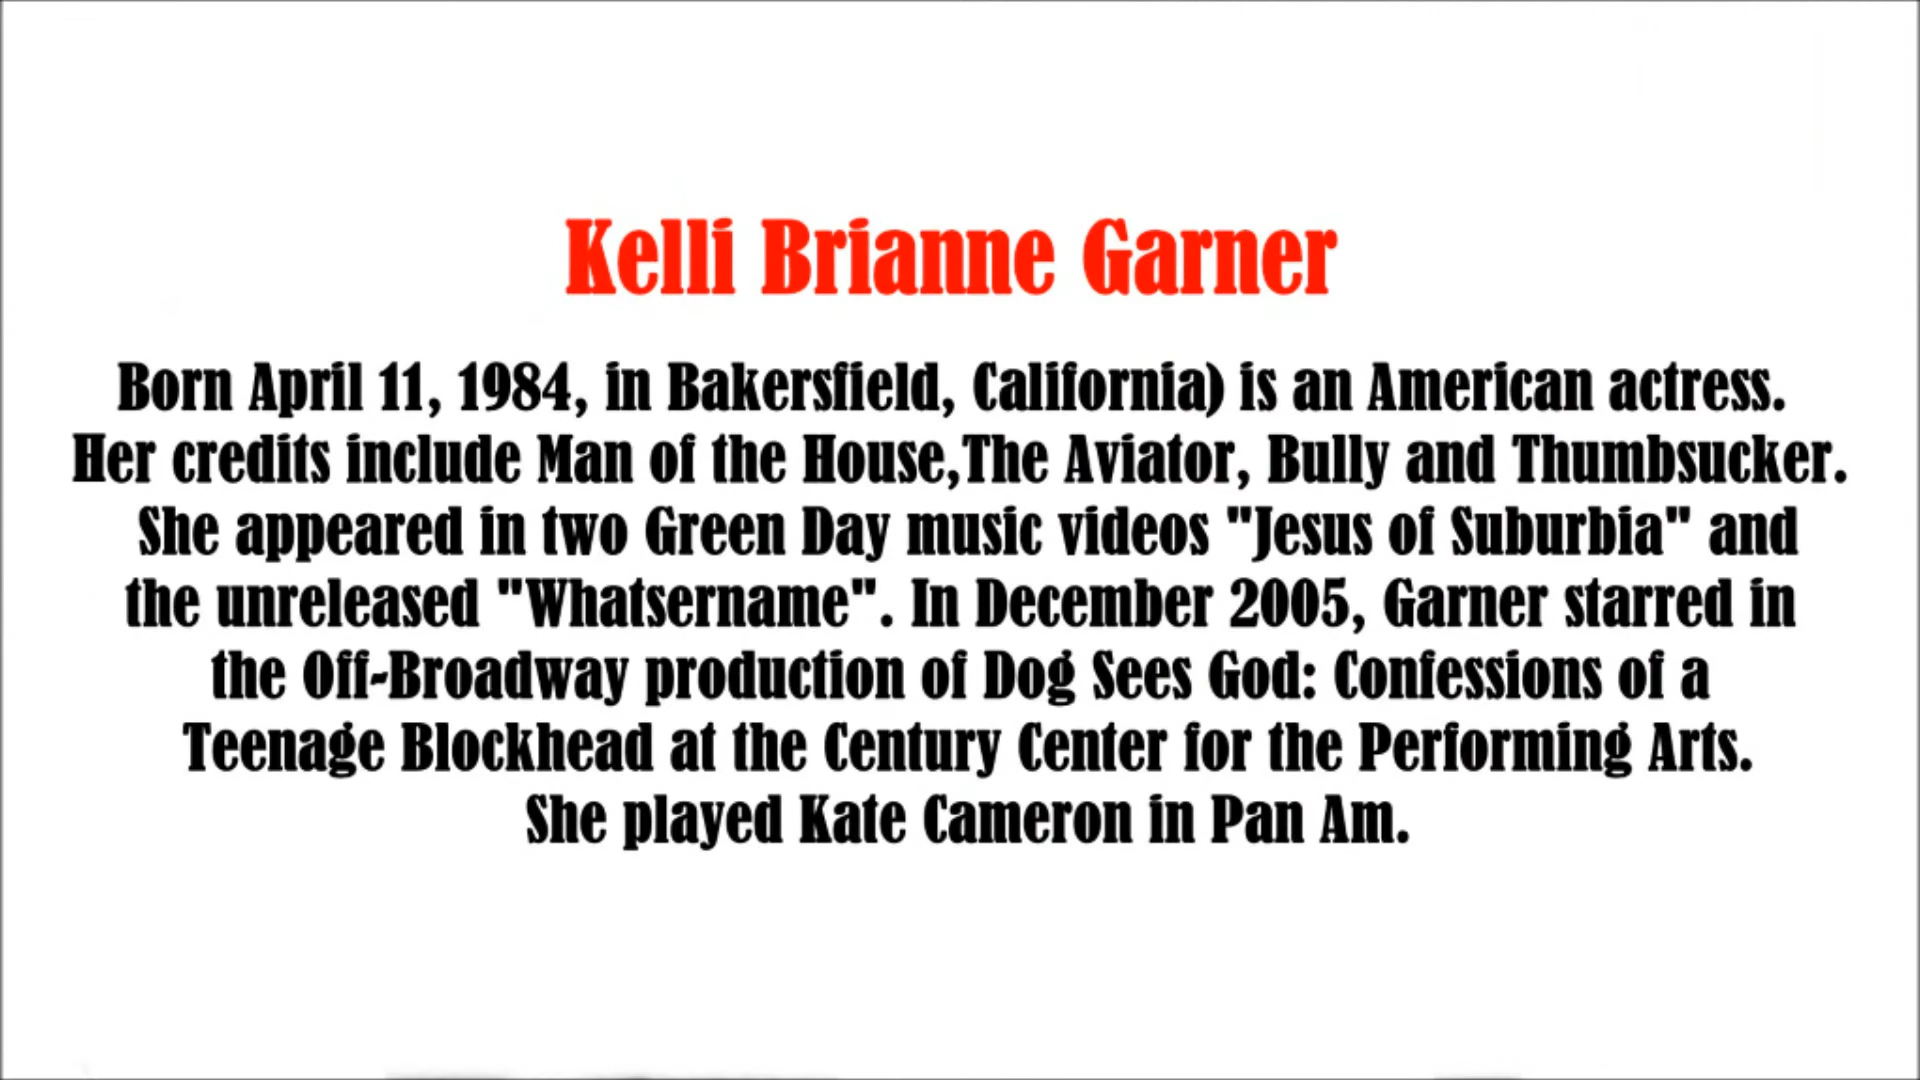 Kelli Brianne Garner
Born April 11, 1984, in Bakersfield, California) is an American actress.
Her credits include Man of the House,The Aviator, Bully and Thumbsucker.
She appeared in two Green Day music videos "Jesus of Suburbia" and
the unreleased "Whatsername". In December 2005, Garner starred in
the Off-Broadway production of Dog Sees God: Confessions of a
Teenage Blockhead at the Century Center for the Performing Arts.
She played Kate Cameron in Pan Am.